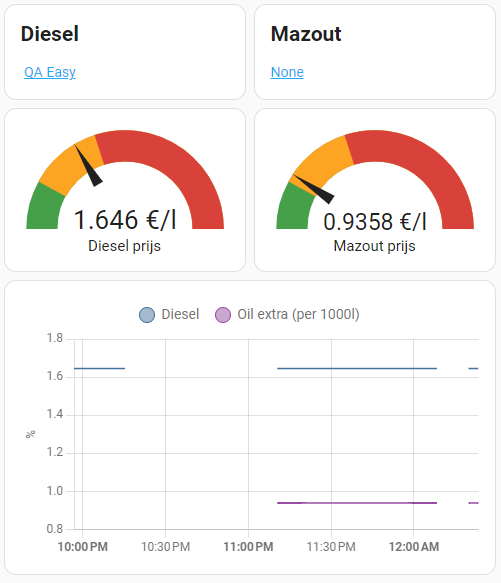 Diesel
QA Easy
Mazout
None
1.646 €/l
Diesel prijs
0.9358 €/l
Mazout prijs
Diesel Oil extra (per 1000l)
1.8
1.6
1.4
%
1.2
1.0
0.8
10:00 PM 10:30 PM 11:00 PM 11:30 PM 12:00 AM